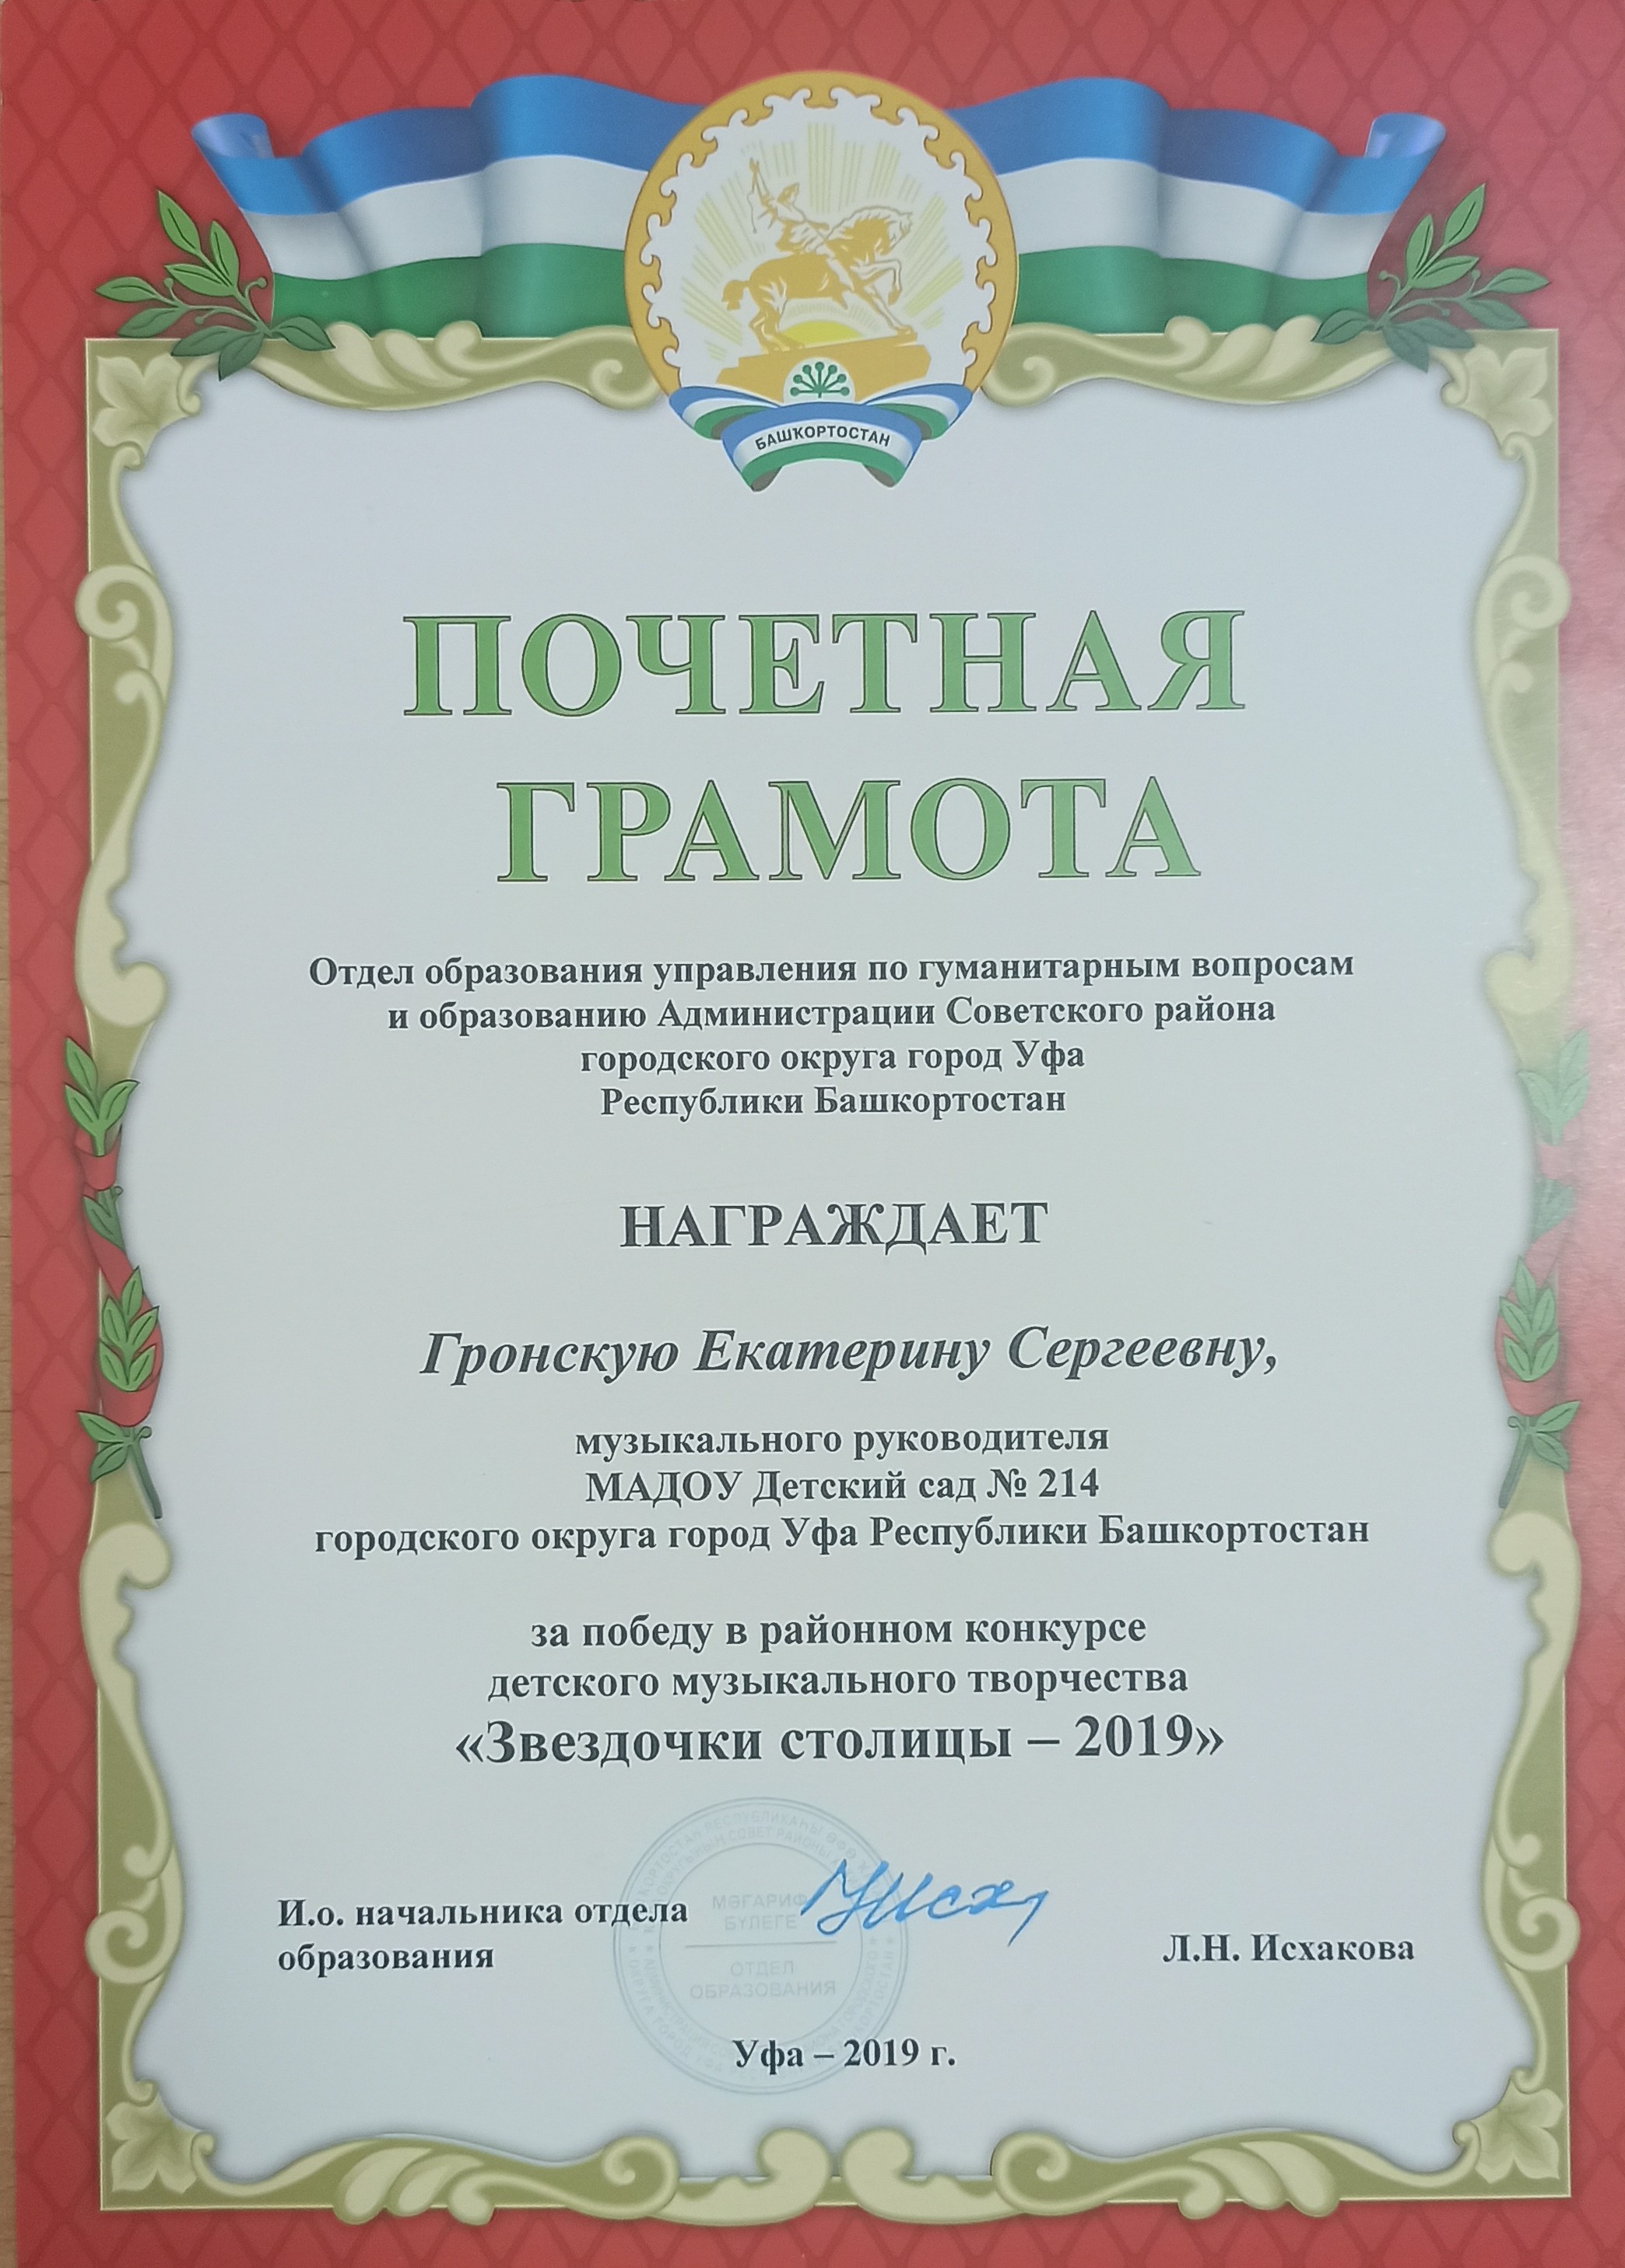 БАШҠОРТОСТАН
ПОЧЕТНАЯ
ГРАМОТА
Отдел образования управления по гуманитарным вопросам
и образованию Администрации Советского района
городского округа город Уфа
Республики Башкортостан
НАГРАЖДАЕТ
Гронскую Екатерину Сергеевну,
музыкального руководителя
МАДОУ Детский сад № 214
городского округа город Уфа Республики Башкортостан
за победу в районном конкурсе
детского музыкального творчества
«Звездочки столицы – 2019»
И.о. начальника отдела
образования
Л.Н. Исхакова
МӘГАРИФ
БҮЛЕГЕ
ОТДЕЛ
ОБРАЗОВАНИЯ
Уфа – 2019 г.